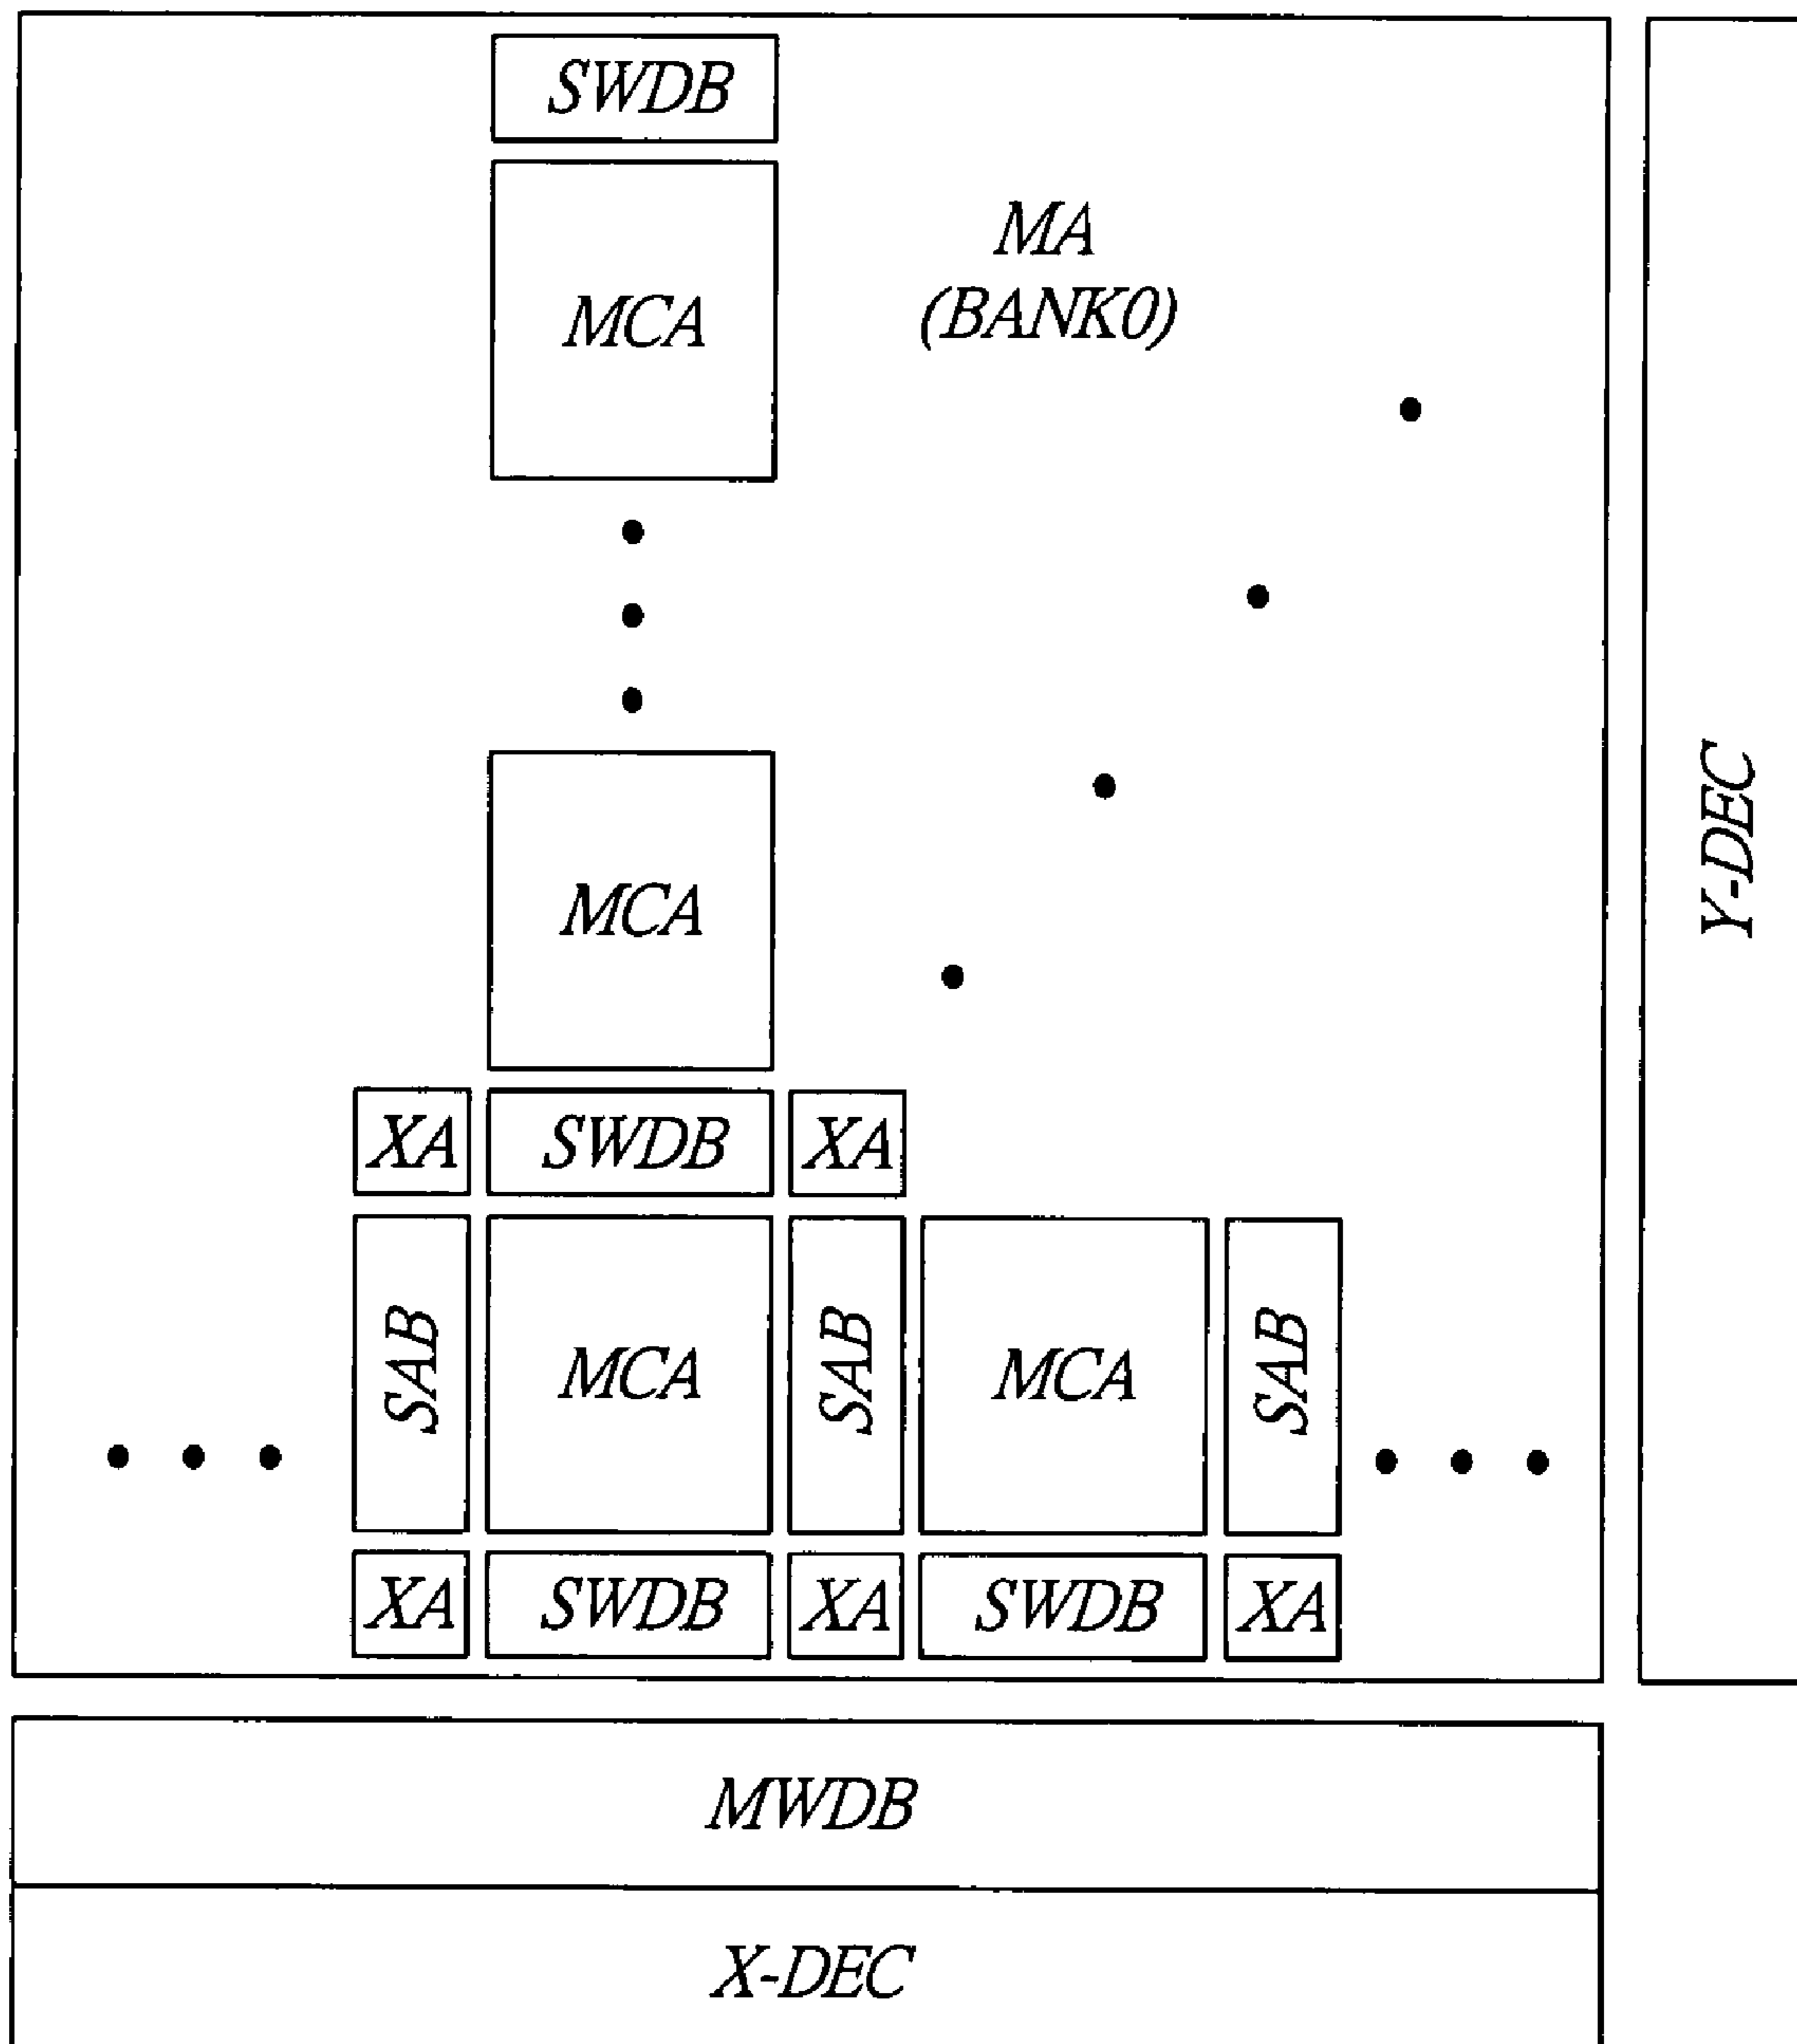 SWDB
MCA
MA
(BANK0)
MCA
Y-DEC
XA
SWDB
XA
SAB
MCA
SAB
MCA
SAB
XA
SWDB
XA
SWDB
XA
MWDB
X-DEC